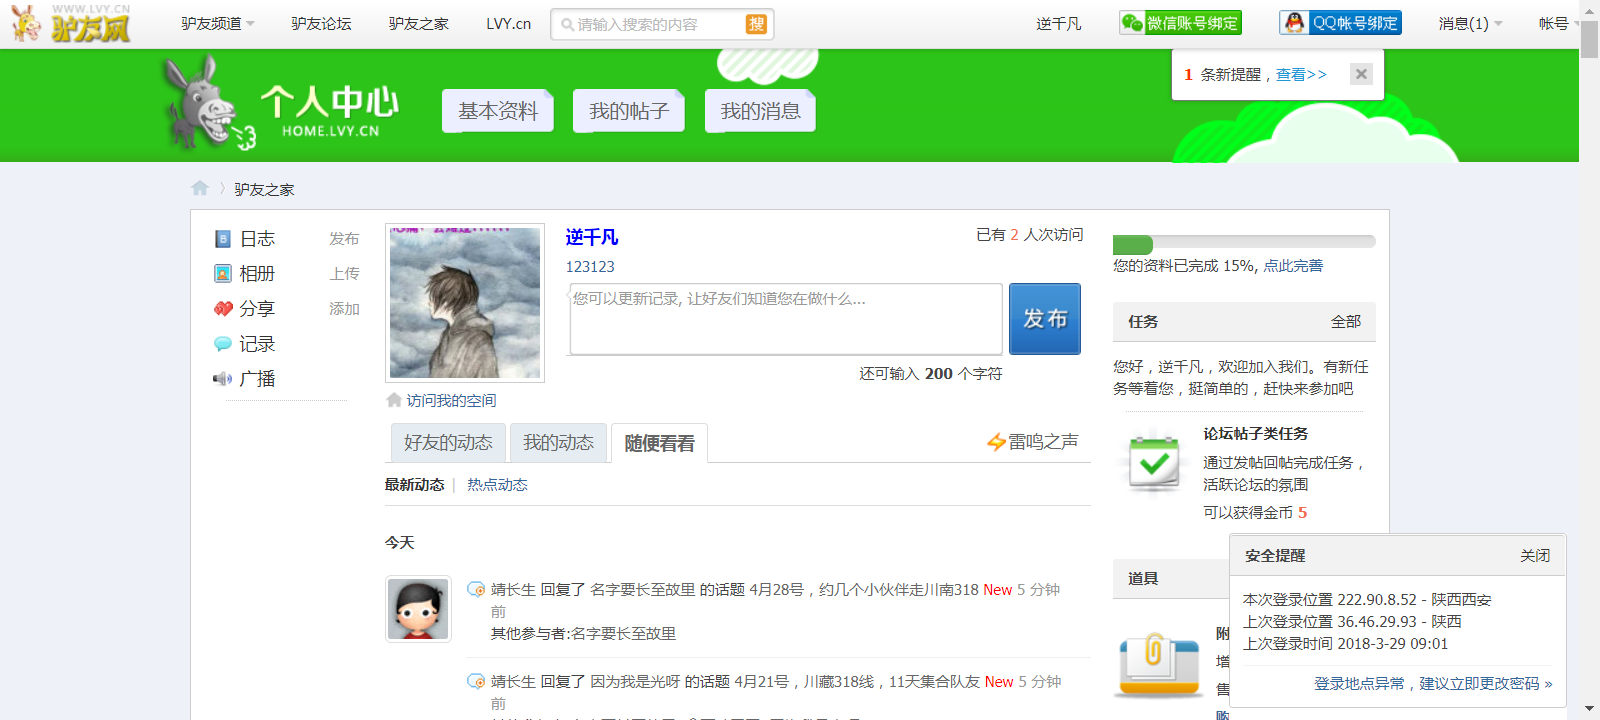 WWW.LVY.CN
驴友网
驴友频道
驴友论坛
驴友之家
LVY.cn
请输入搜索的内容
搜
逆千凡
微信账号绑定
QQ帐号绑定
消息(1)
帐号
1 条新提醒，查看>>
个人中心
HOME.LVY.CN
基本资料
我的帖子
我的消息
驴友之家
日志 发布
相册 上传
分享 添加
记录
广播
逆千凡
已有 2 人次访问
123123
您可以更新记录, 让好友们知道您在做什么...
发布
还可输入 200 个字符
访问我的空间
好友的动态
我的动态
随便看看
雷鸣之声
最新动态 | 热点动态
今天
靖长生 回复了 名字要长至故里 的话题 4月28号，约几个小伙伴走川南318 New 5 分钟
前
其他参与者:名字要长至故里
靖长生 回复了 因为我是光呀 的话题 4月21号，川藏318线，11天集合队友 New 5 分钟
前
您的资料已完成 15%, 点此完善
任务 全部
您好，逆千凡，欢迎加入我们。有新任
务等着您，挺简单的，赶快来参加吧
论坛帖子类任务
通过发帖回帖完成任务，
活跃论坛的氛围
可以获得金币 5
道具
附
增
售
购
安全提醒 关闭
本次登录位置 222.90.8.52 - 陕西西安
上次登录位置 36.46.29.93 - 陕西
上次登录时间 2018-3-29 09:01
登录地点异常，建议立即更改密码 »